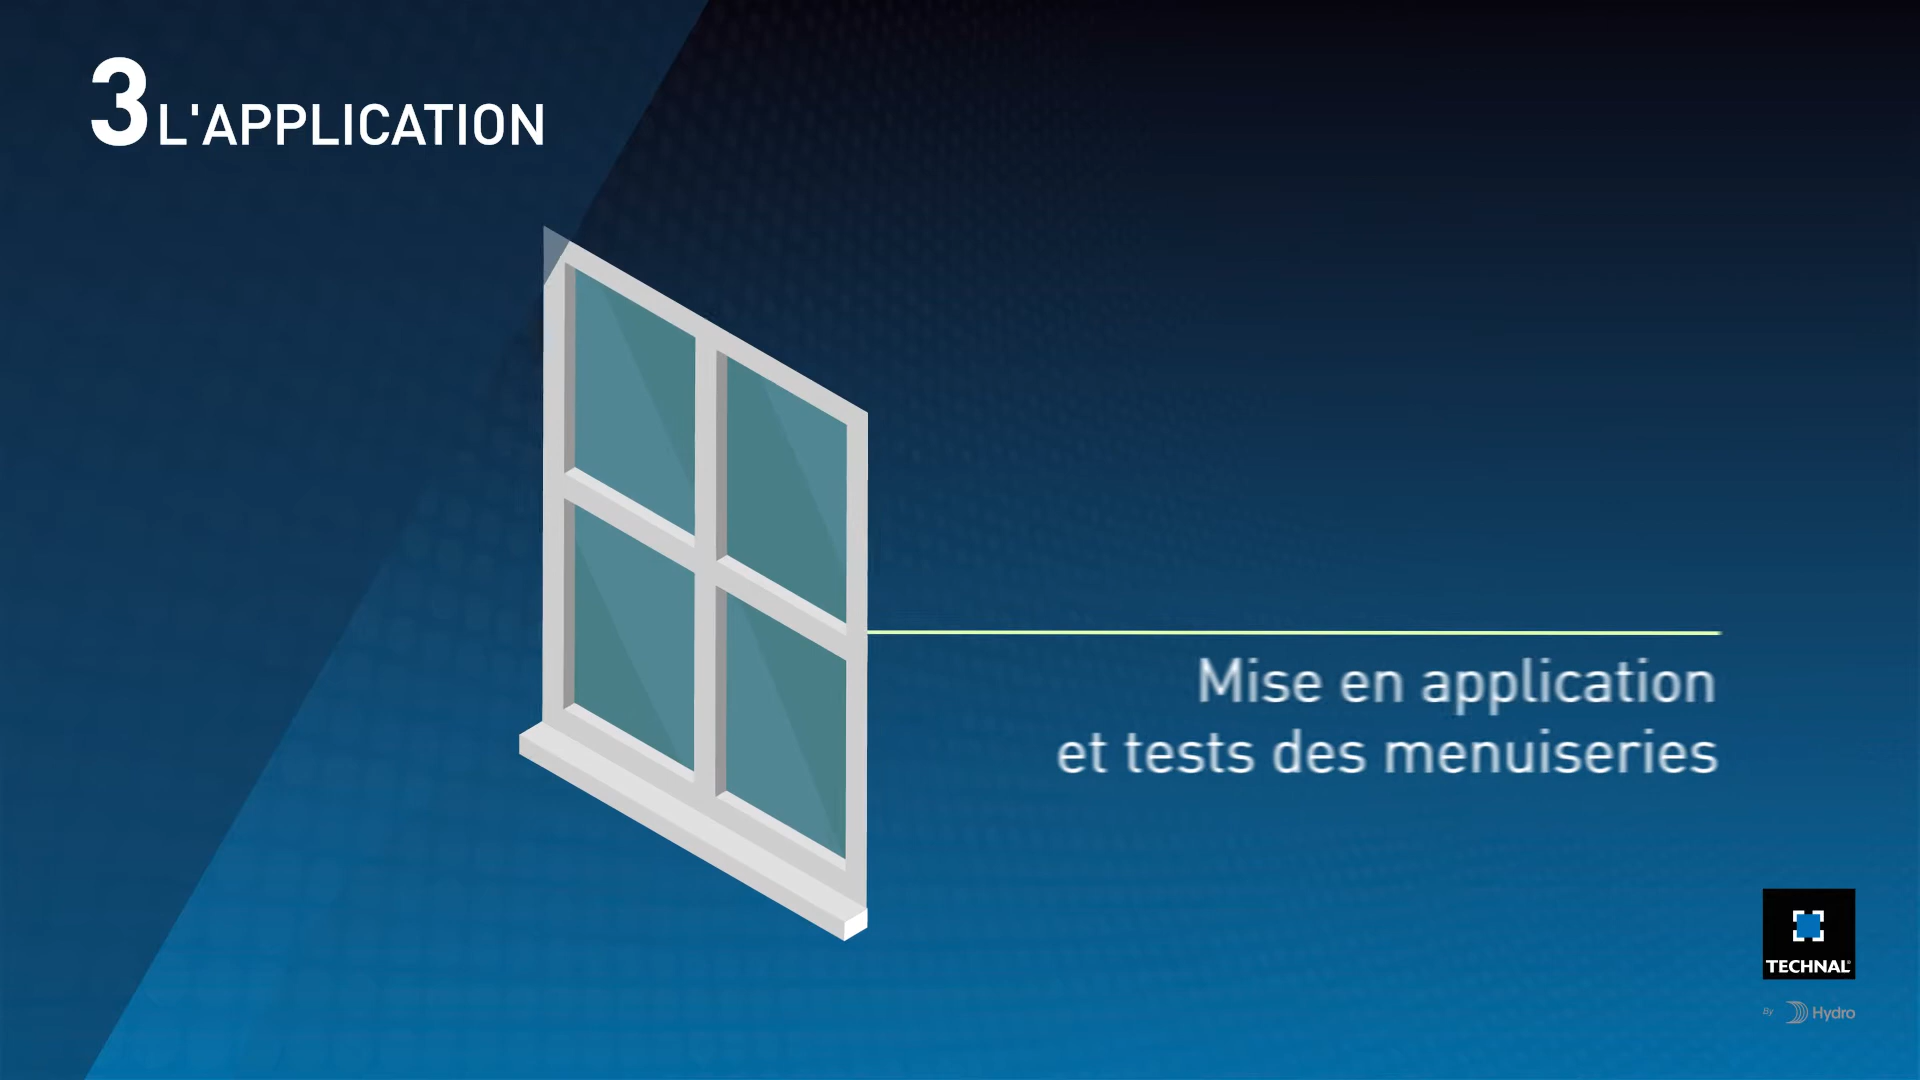 3 L'APPLICATION
Mise en application
et tests des menuiseries
TECHNAL
By Hydro